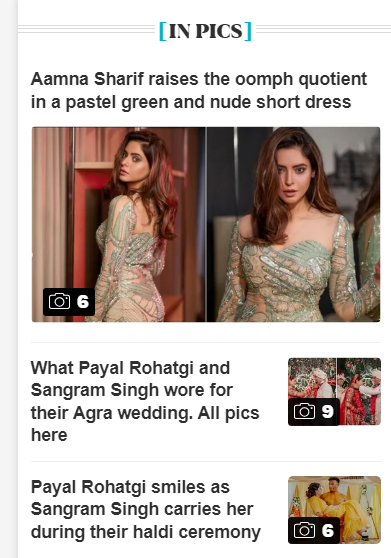 [IN PICS]
Aamna Sharif raises the oomph quotient
in a pastel green and nude short dress
6
What Payal Rohatgi and
Sangram Singh wore for
their Agra wedding. All pics
here
9
Payal Rohatgi smiles as
Sangram Singh carries her
during their haldi ceremony
6